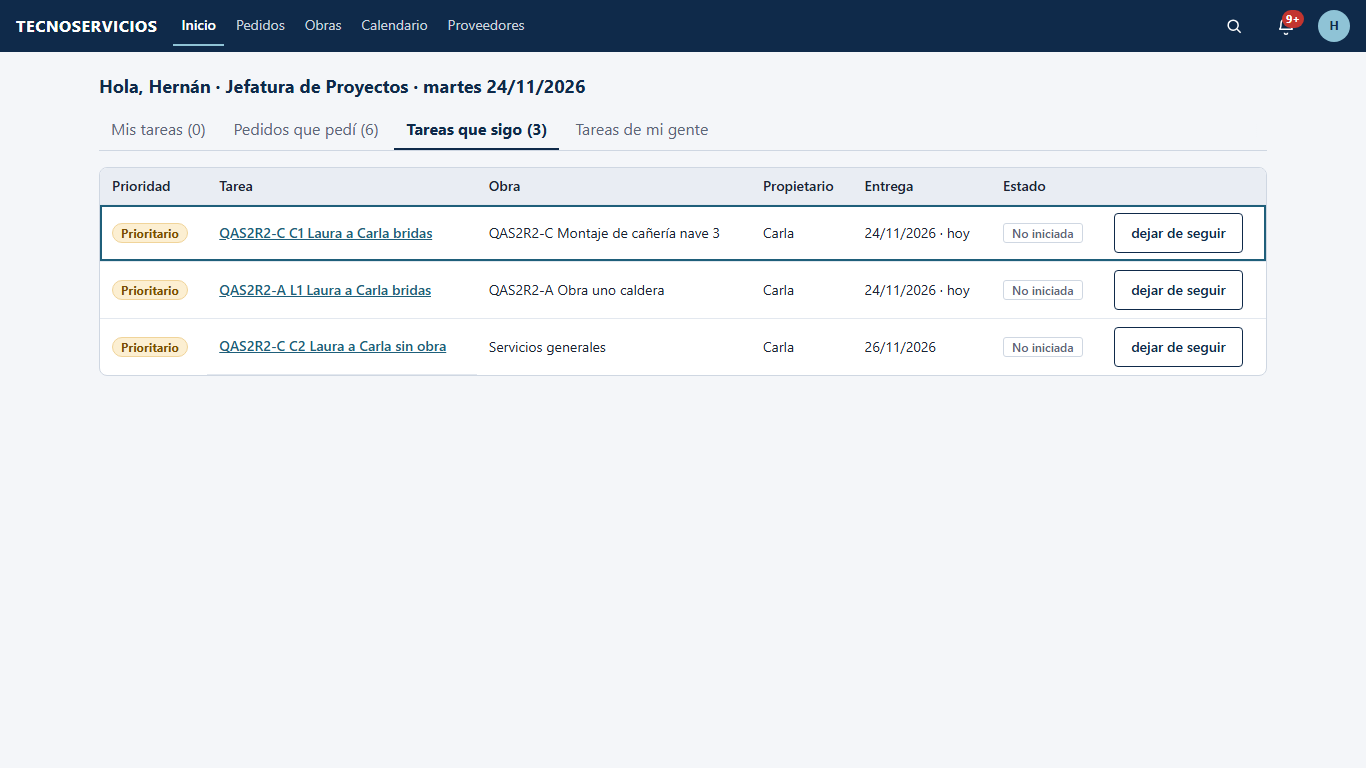 TECNOSERVICIOS Inicio Pedidos Obras Calendario Proveedores 9+ H
Hola, Hernán · Jefatura de Proyectos · martes 24/11/2026
Mis tareas (0) Pedidos que pedí (6) Tareas que sigo (3) Tareas de mi gente
Prioridad Tarea Obra Propietario Entrega Estado
Prioritario QAS2R2-C C1 Laura a Carla bridas QAS2R2-C Montaje de cañería nave 3 Carla 24/11/2026 · hoy No iniciada dejar de seguir
Prioritario QAS2R2-A L1 Laura a Carla bridas QAS2R2-A Obra uno caldera Carla 24/11/2026 · hoy No iniciada dejar de seguir
Prioritario QAS2R2-C C2 Laura a Carla sin obra Servicios generales Carla 26/11/2026 No iniciada dejar de seguir